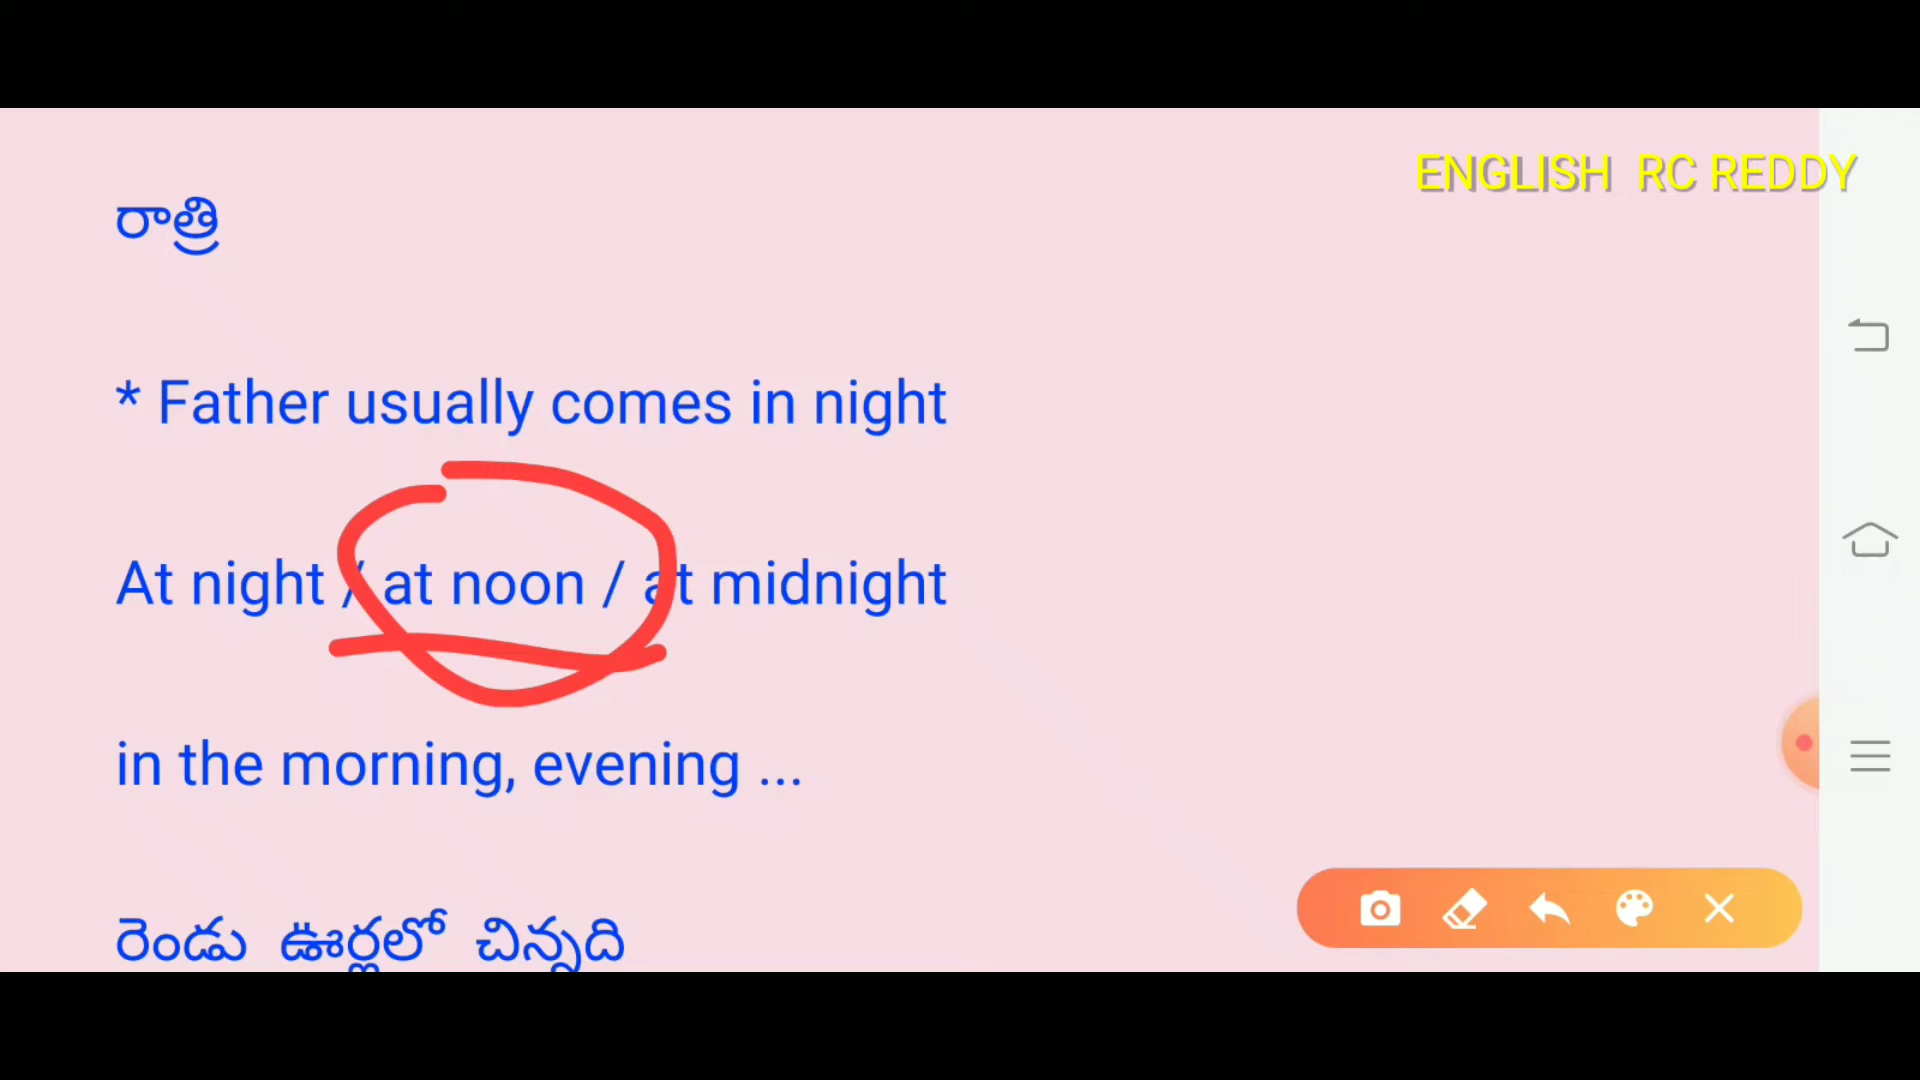 ENGLISH RC REDDY
రాత్రి
* Father usually comes in night
At night / at noon / at midnight
in the morning, evening ...
రెండు ఊర్లలో చిన్నది